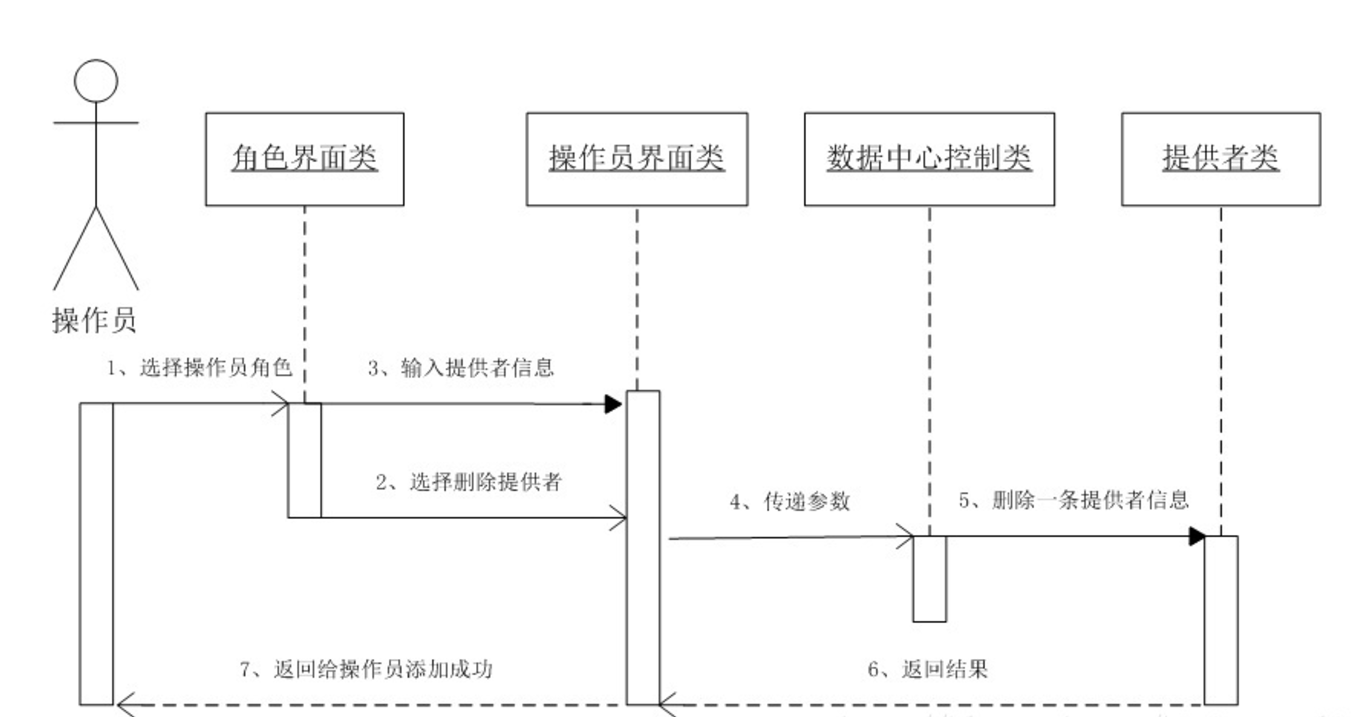 角色界面类
操作员界面类
数据中心控制类
提供者类
操作员
1、选择操作员角色
3、输入提供者信息
2、选择删除提供者
4、传递参数
5、删除一条提供者信息
7、返回给操作员添加成功
6、返回结果